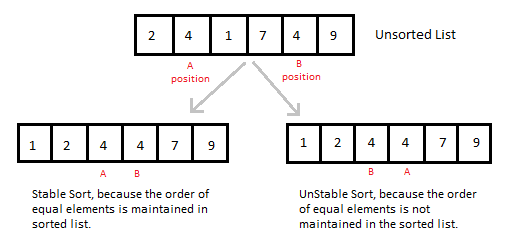 2 4 1 7 4 9 Unsorted List
A B
position position
1 2 4 4 7 9 1 2 4 4 7 9
A B B A
Stable Sort, because the order of
equal elements is maintained in
sorted list.
UnStable Sort, because the order
of equal elements is not
maintained in the sorted list.